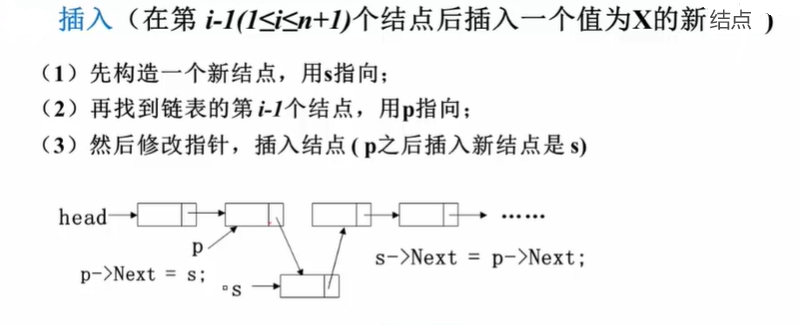 插入（在第 i-1(1≤i≤n+1)个结点后插入一个值为X的新结点 ）
（1）先构造一个新结点，用s指向；
（2）再找到链表的第 i-1个结点，用p指向；
（3）然后修改指针，插入结点 ( p之后插入新结点是 s)
head
……
p
s->Next = p->Next;
p->Next = s;
s